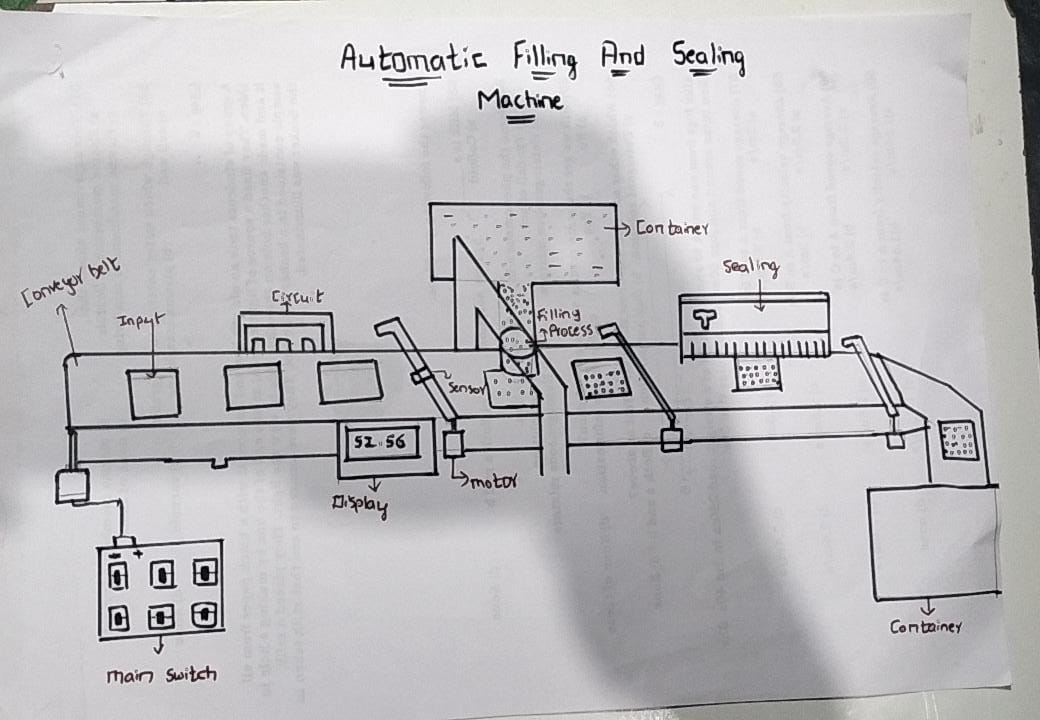 Automatic Filling And Sealing
Machine
Container
Sealing
Conveyor belt
Circuit
Input
Filling
Process
Sensor
52.56
motor
Display
- +
Container
main switch